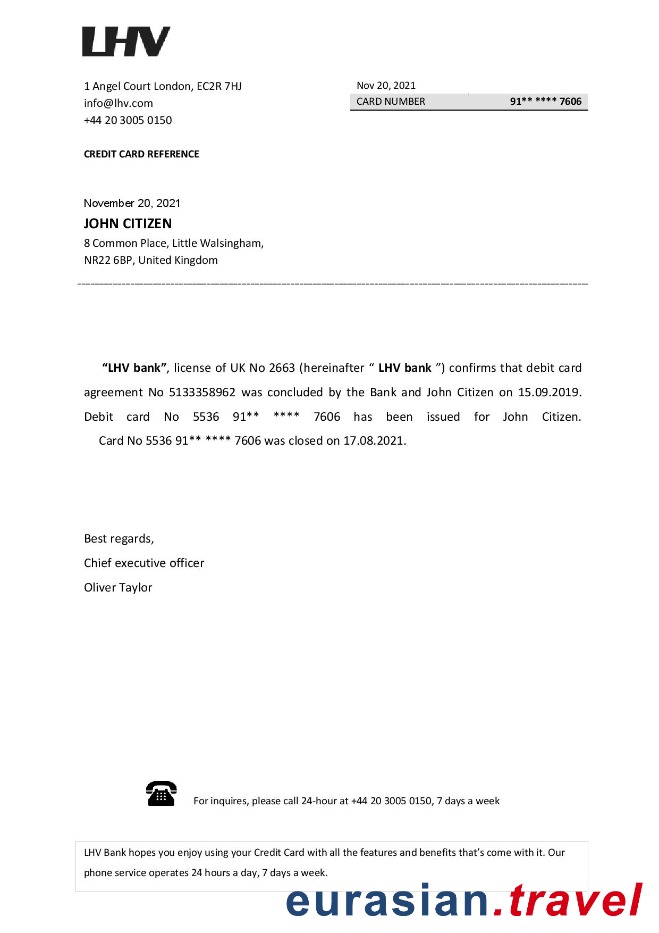 LHV
1 Angel Court London, EC2R 7HJ
info@lhv.com
+44 20 3005 0150
Nov 20, 2021
CARD NUMBER 91** **** 7606
CREDIT CARD REFERENCE
November 20, 2021
JOHN CITIZEN
8 Common Place, Little Walsingham,
NR22 6BP, United Kingdom
“LHV bank”, license of UK No 2663 (hereinafter “ LHV bank ”) confirms that debit card
agreement No 5133358962 was concluded by the Bank and John Citizen on 15.09.2019.
Debit card No 5536 91** **** 7606 has been issued for John Citizen.
Card No 5536 91** **** 7606 was closed on 17.08.2021.
Best regards,
Chief executive officer
Oliver Taylor
For inquires, please call 24-hour at +44 20 3005 0150, 7 days a week
LHV Bank hopes you enjoy using your Credit Card with all the features and benefits that’s come with it. Our
phone service operates 24 hours a day, 7 days a week.
eurasian.travel